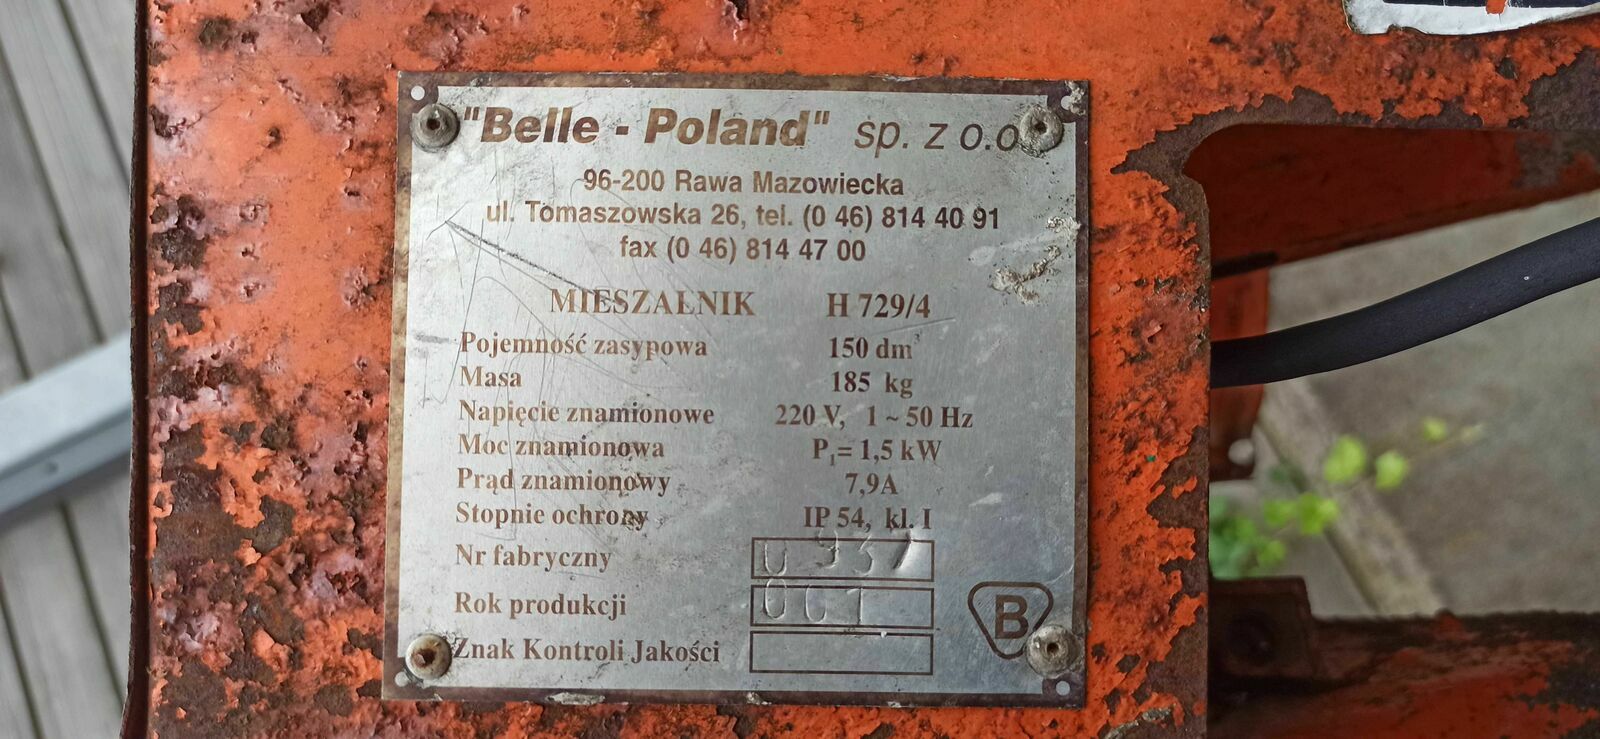 "Belle - Poland" sp. z o.o
96-200 Rawa Mazowiecka
ul. Tomaszowska 26, tel. (0 46) 814 40 91
fax (0 46) 814 47 00
MIESZALNIK H 729/4
Pojemność zasypowa 150 dm³
Masa 185 kg
Napięcie znamionowe 220 V, 1 ~ 50 Hz
Moc znamionowa P₁= 1,5 kW
Prąd znamionowy 7,9A
Stopnie ochrony IP 54, kl. I
Nr fabryczny
Rok produkcji
Znak Kontroli Jakości
B